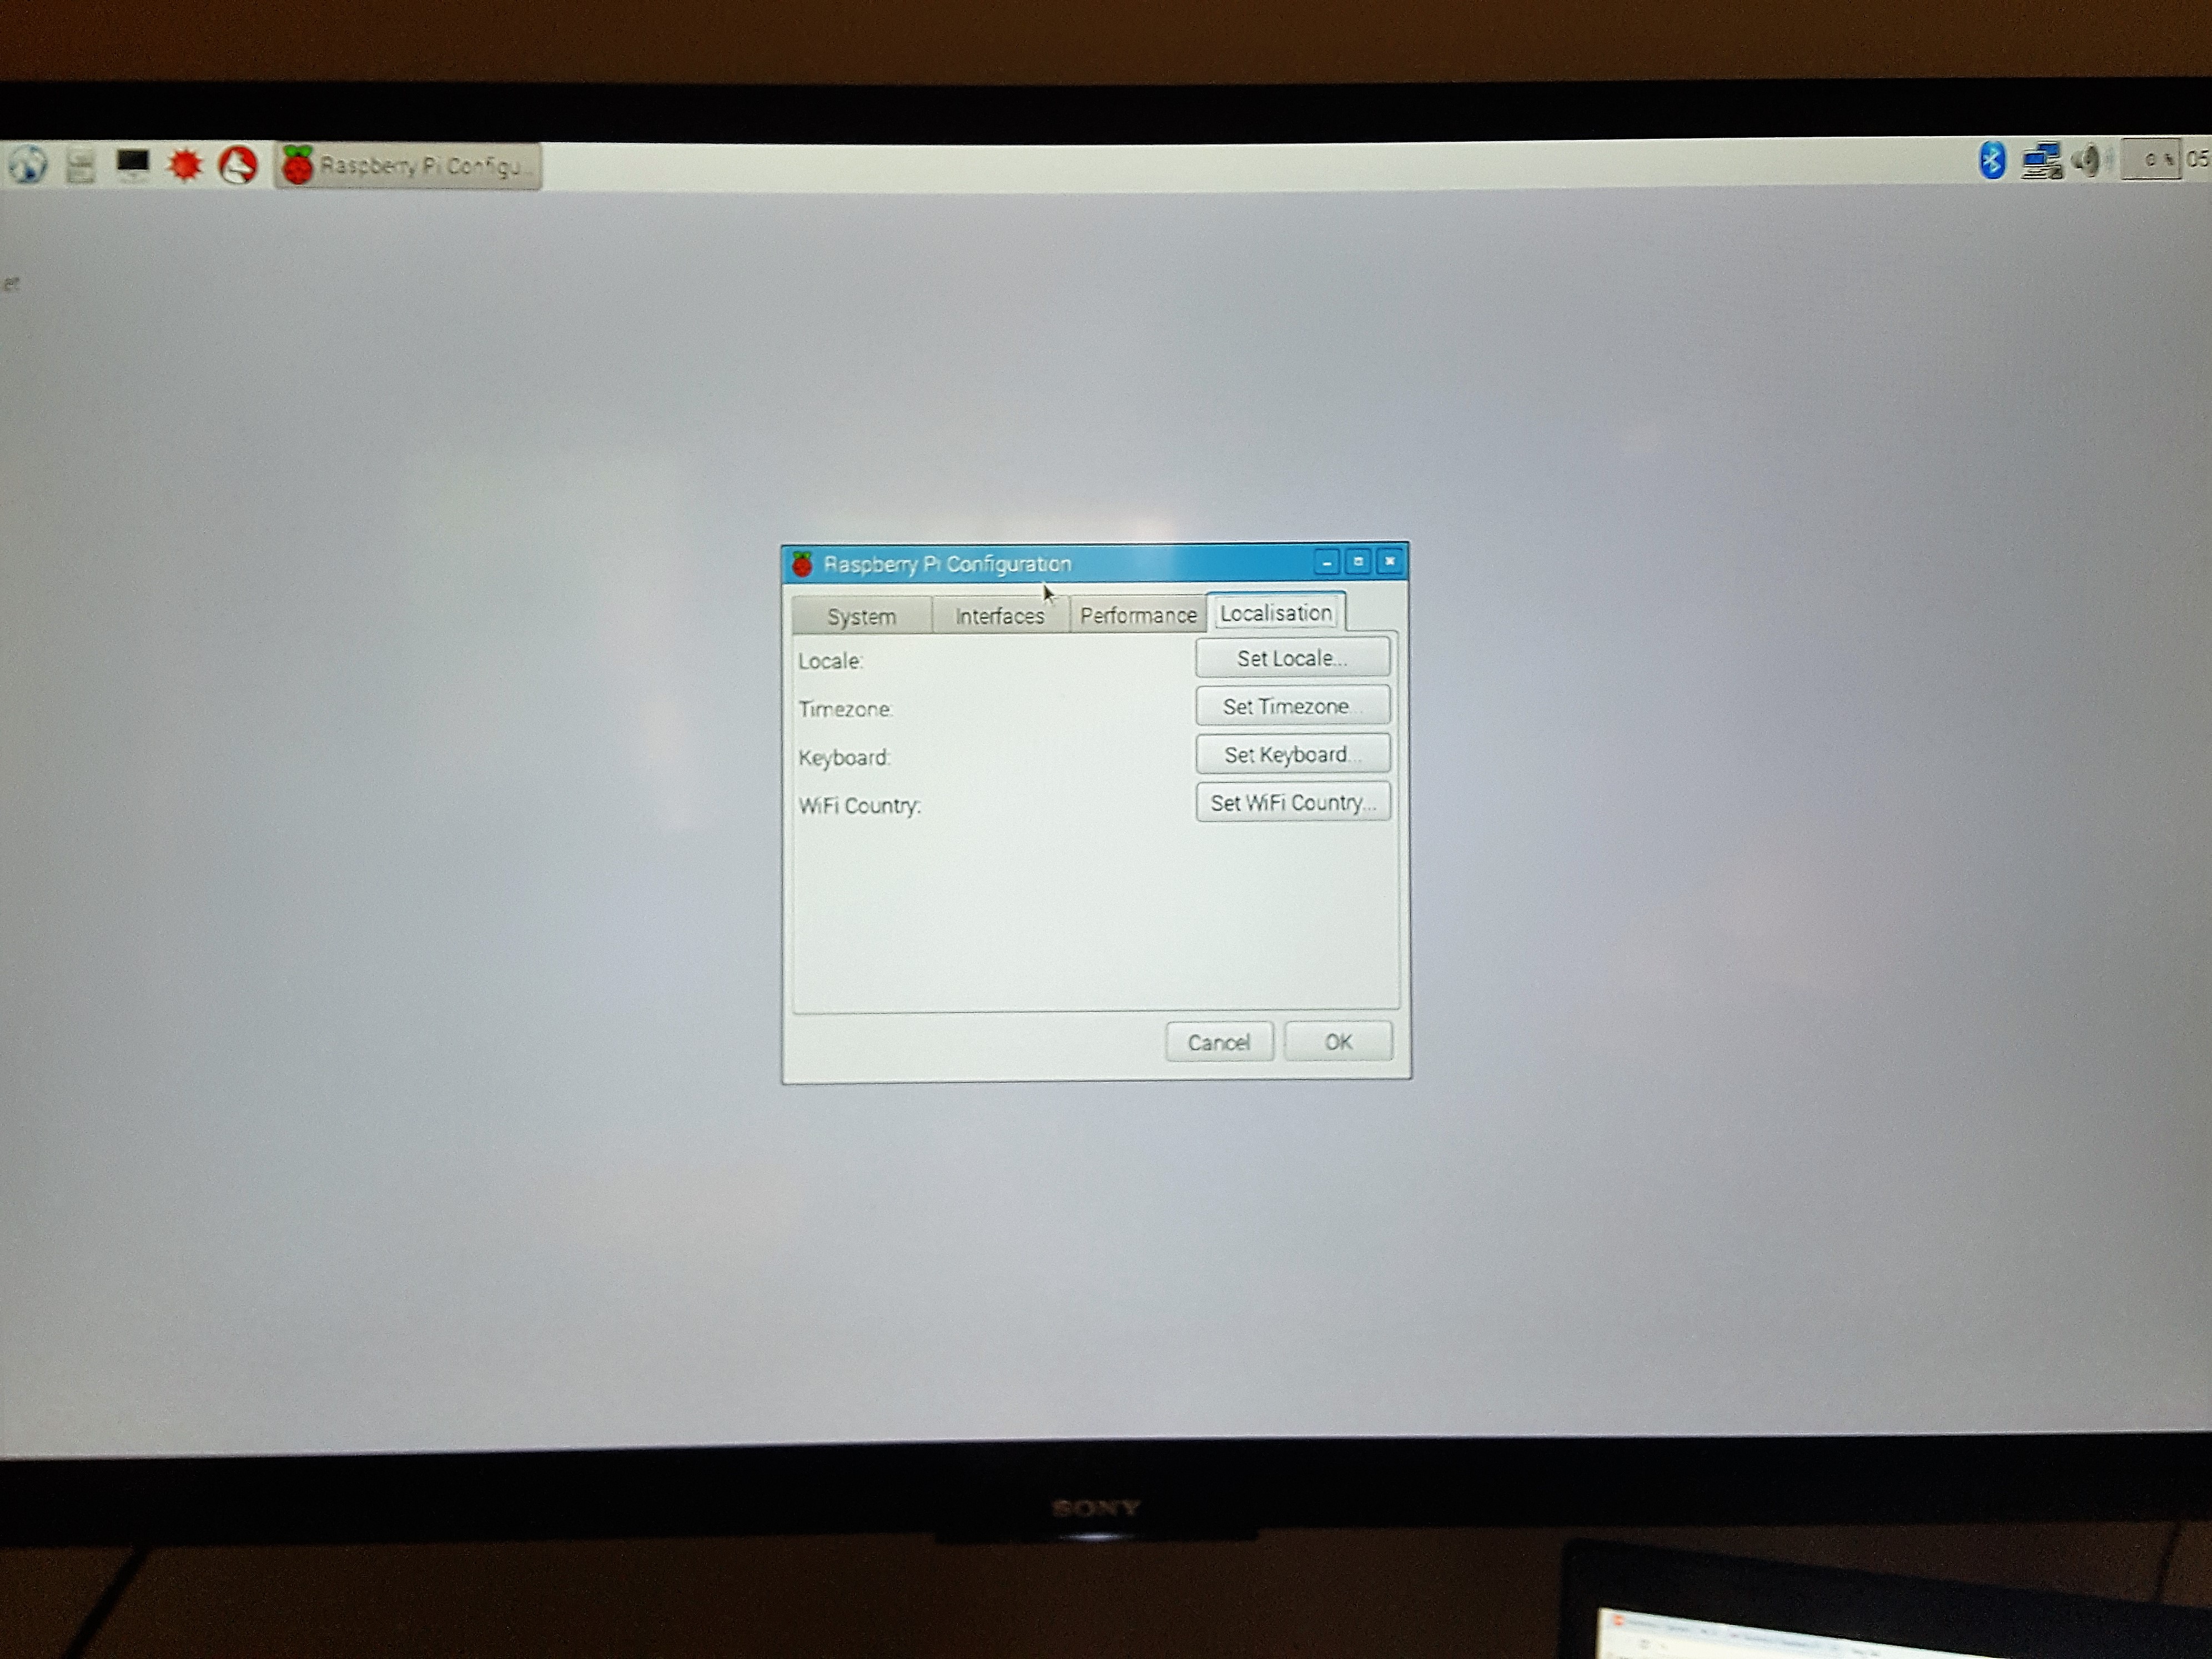 Raspberry Pi Configu...
0 %
05
et
Raspberry Pi Configuration
System Interfaces Performance Localisation
Locale: Set Locale...
Timezone: Set Timezone...
Keyboard: Set Keyboard...
WiFi Country: Set WiFi Country...
Cancel OK
SONY